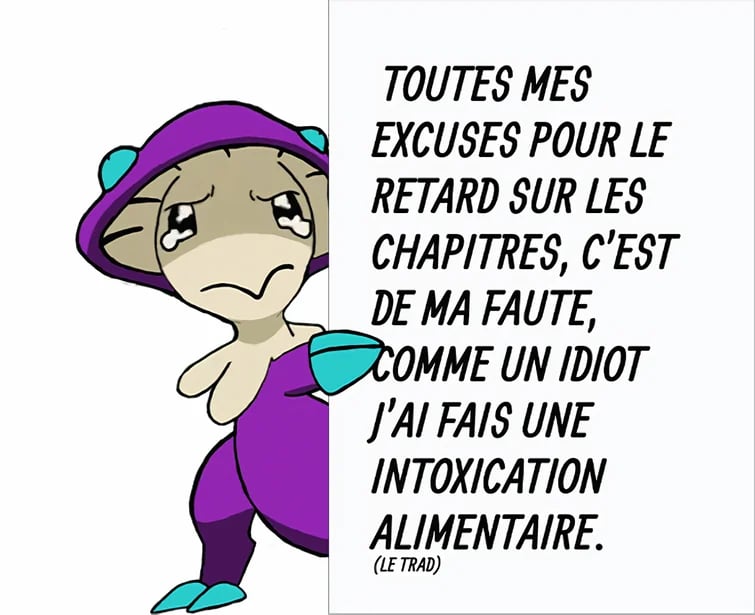 TOUTES MES
EXCUSES POUR LE
RETARD SUR LES
CHAPITRES, C'EST
DE MA FAUTE,
COMME UN IDIOT
J'AI FAIS UNE
INTOXICATION
ALIMENTAIRE.
(LE TRAD)